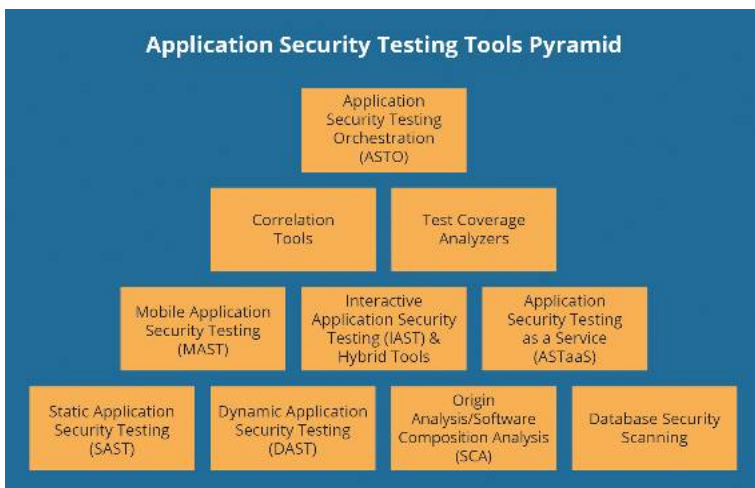 Application Security Testing Tools Pyramid
Application
Security Testing
Orchestration
(ASTO)
Correlation
Tools
Test Coverage
Analyzers
Mobile Application
Security Testing
(MAST)
Interactive
Application Security
Testing (IAST) &
Hybrid Tools
Application
Security Testing
as a Service
(ASTaaS)
Static Application
Security Testing
(SAST)
Dynamic Application
Security Testing
(DAST)
Origin
Analysis/Software
Composition Analysis
(SCA)
Database Security
Scanning